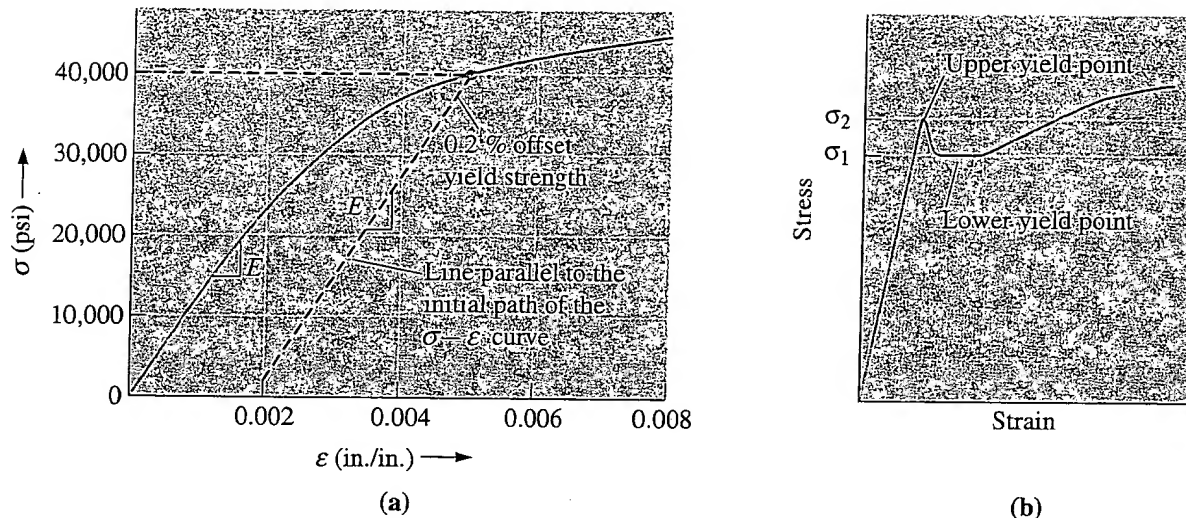 40,000
30,000
20,000
10,000
0
σ (psi)
0.2 % offset
yield strength
E
E
Line parallel to the
initial path of the
σ – ε curve
0.002
0.004
0.006
0.008
ε (in./in.)
(a)
Upper yield point
σ2
σ1
Lower yield point
Stress
Strain
(b)